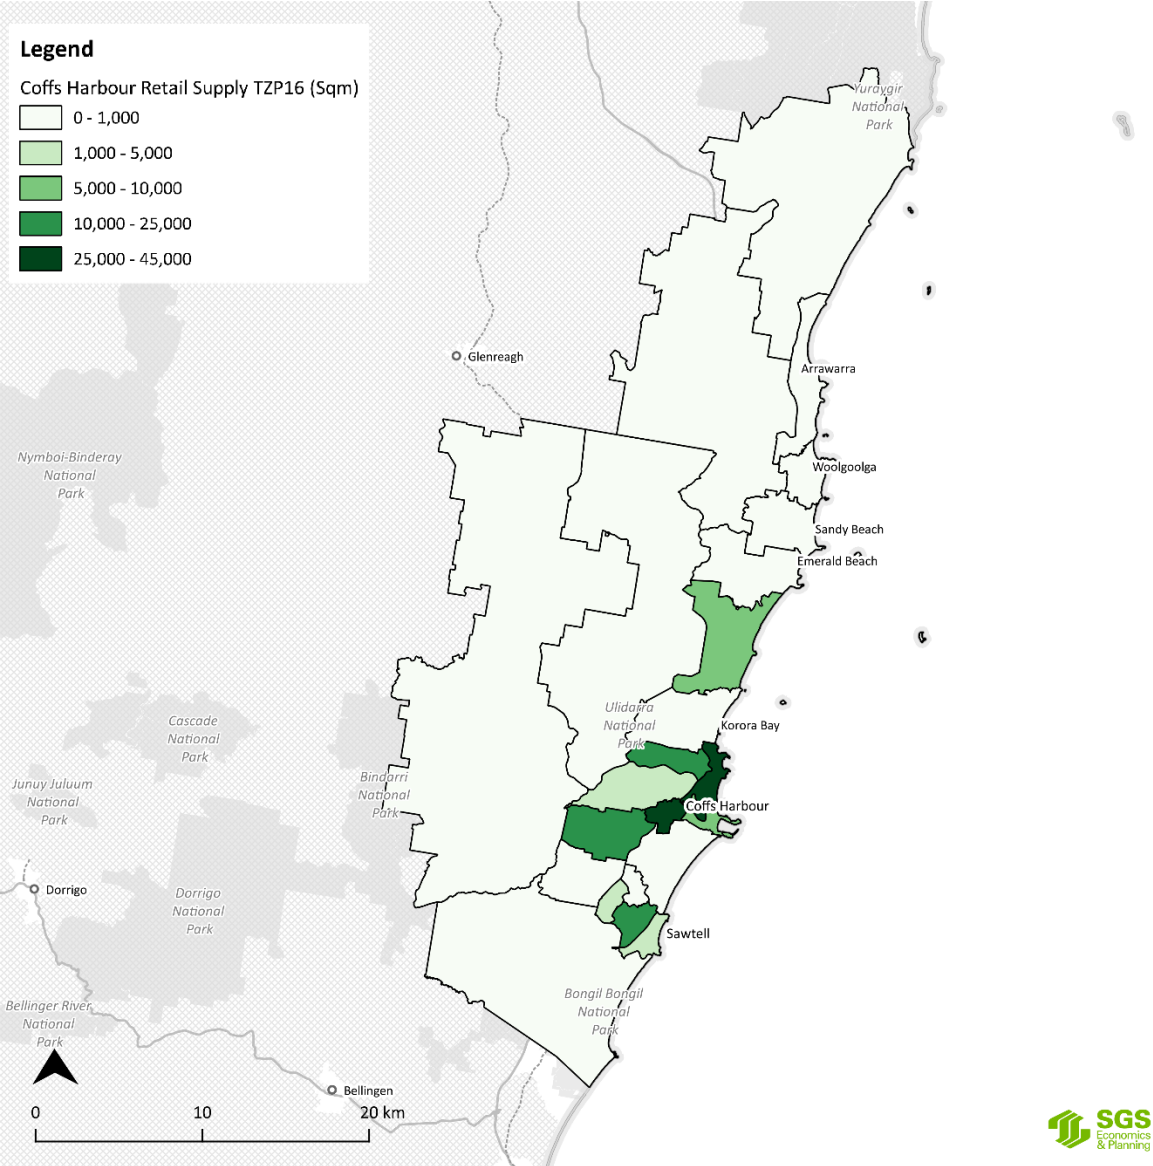 Legend
Coffs Harbour Retail Supply TZP16 (Sqm)
0 - 1,000
1,000 - 5,000
5,000 - 10,000
10,000 - 25,000
25,000 - 45,000
Yuraygir
National
Park
Glenreagh
Arrawarra
Nymboi-Binderay
National
Park
Woolgoolga
Sandy Beach
Emerald Beach
Ulidarra
National
Park
Korora Bay
Cascade
National
Park
Junuy Juluum
National
Park
Bindarri
National
Park
Coffs Harbour
Dorrigo
Dorrigo
National
Park
Sawtell
Bongil Bongil
National
Park
Bellinger River
National
Park
Bellingen
0 10 20 km
SGS
Economics
& Planning